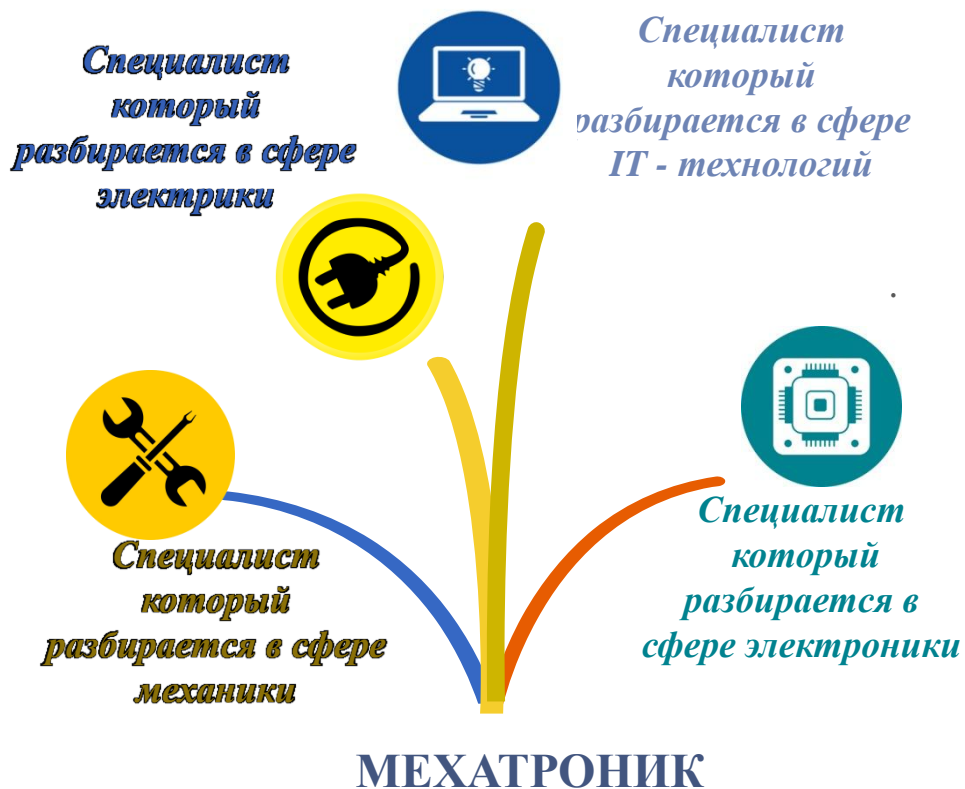 Специалист
который
разбирается в сфере
электрики
Специалист
который
разбирается в сфере
IT - технологий
.
Специалист
который
разбирается в сфере
механики
Специалист
который
разбирается в
сфере электроники
МЕХАТРОНИК